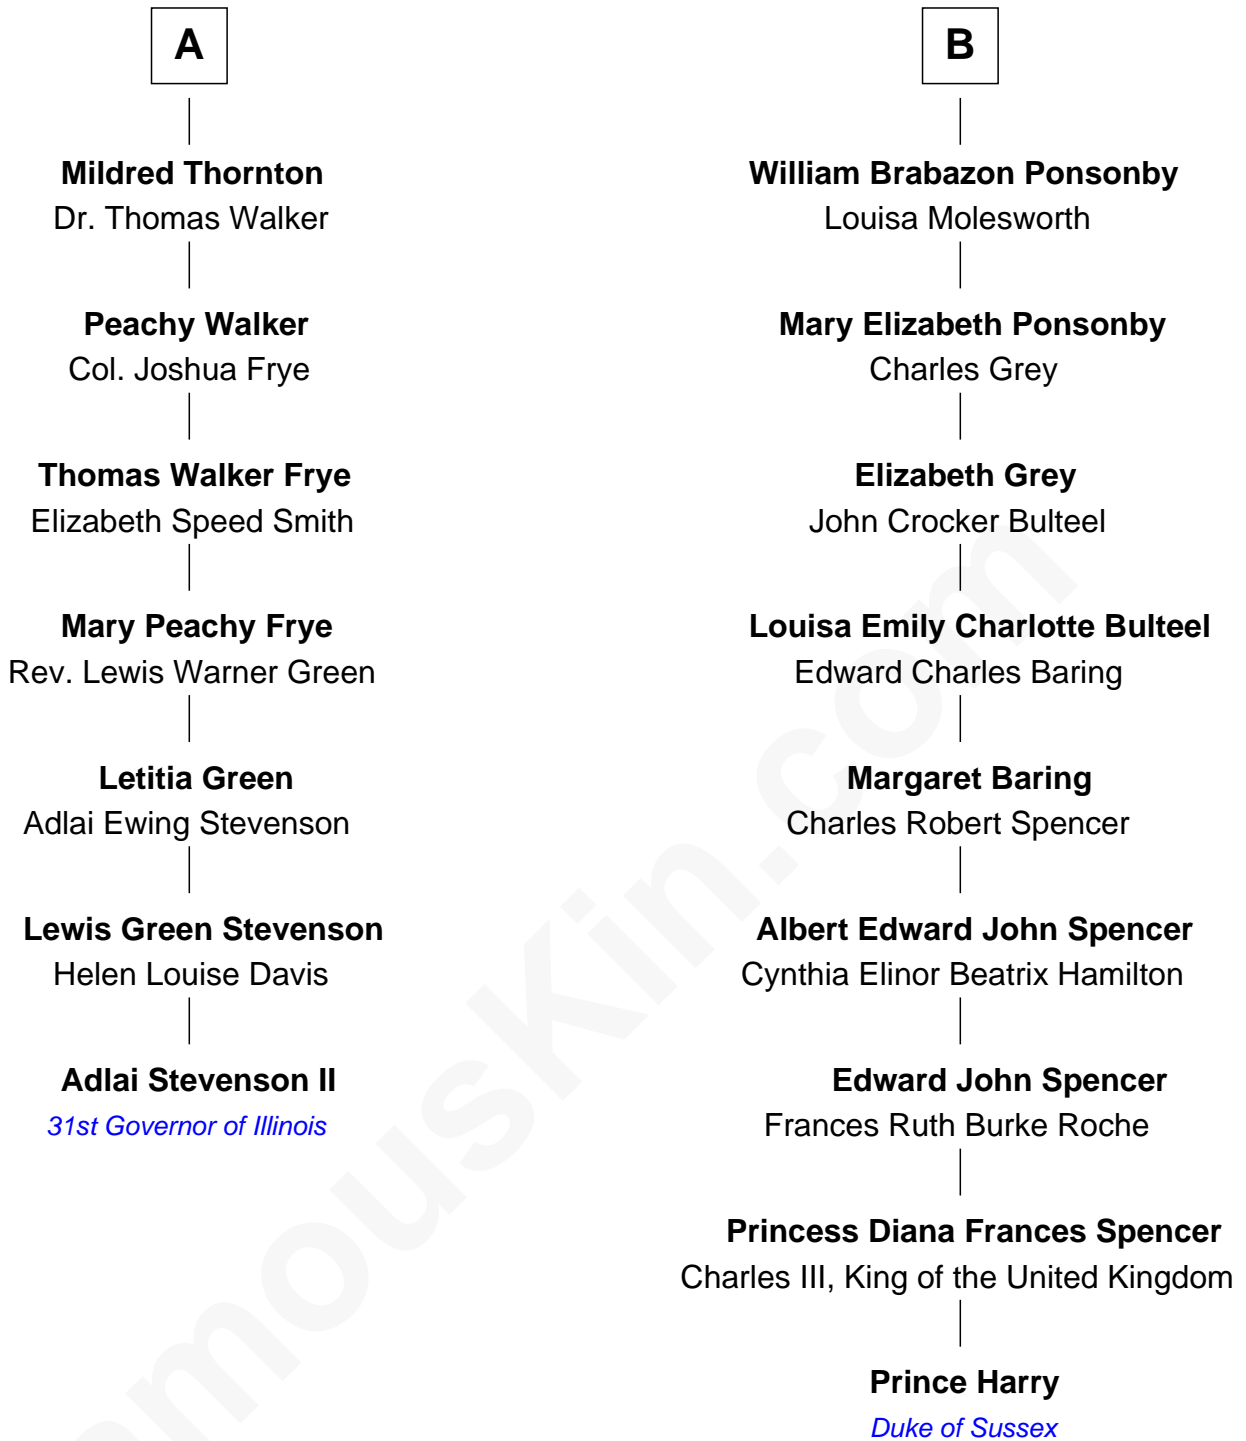 A
Mildred Thornton
Dr. Thomas Walker
Peachy Walker
Col. Joshua Frye
Thomas Walker Frye
Elizabeth Speed Smith
Mary Peachy Frye
Rev. Lewis Warner Green
Letitia Green
Adlai Ewing Stevenson
Lewis Green Stevenson
Helen Louise Davis
Adlai Stevenson II
31st Governor of Illinois
B
William Brabazon Ponsonby
Louisa Molesworth
Mary Elizabeth Ponsonby
Charles Grey
Elizabeth Grey
John Crocker Bulteel
Louisa Emily Charlotte Bulteel
Edward Charles Baring
Margaret Baring
Charles Robert Spencer
Albert Edward John Spencer
Cynthia Elinor Beatrix Hamilton
Edward John Spencer
Frances Ruth Burke Roche
Princess Diana Frances Spencer
Charles III, King of the United Kingdom
Prince Harry
Duke of Sussex
amouskin.com